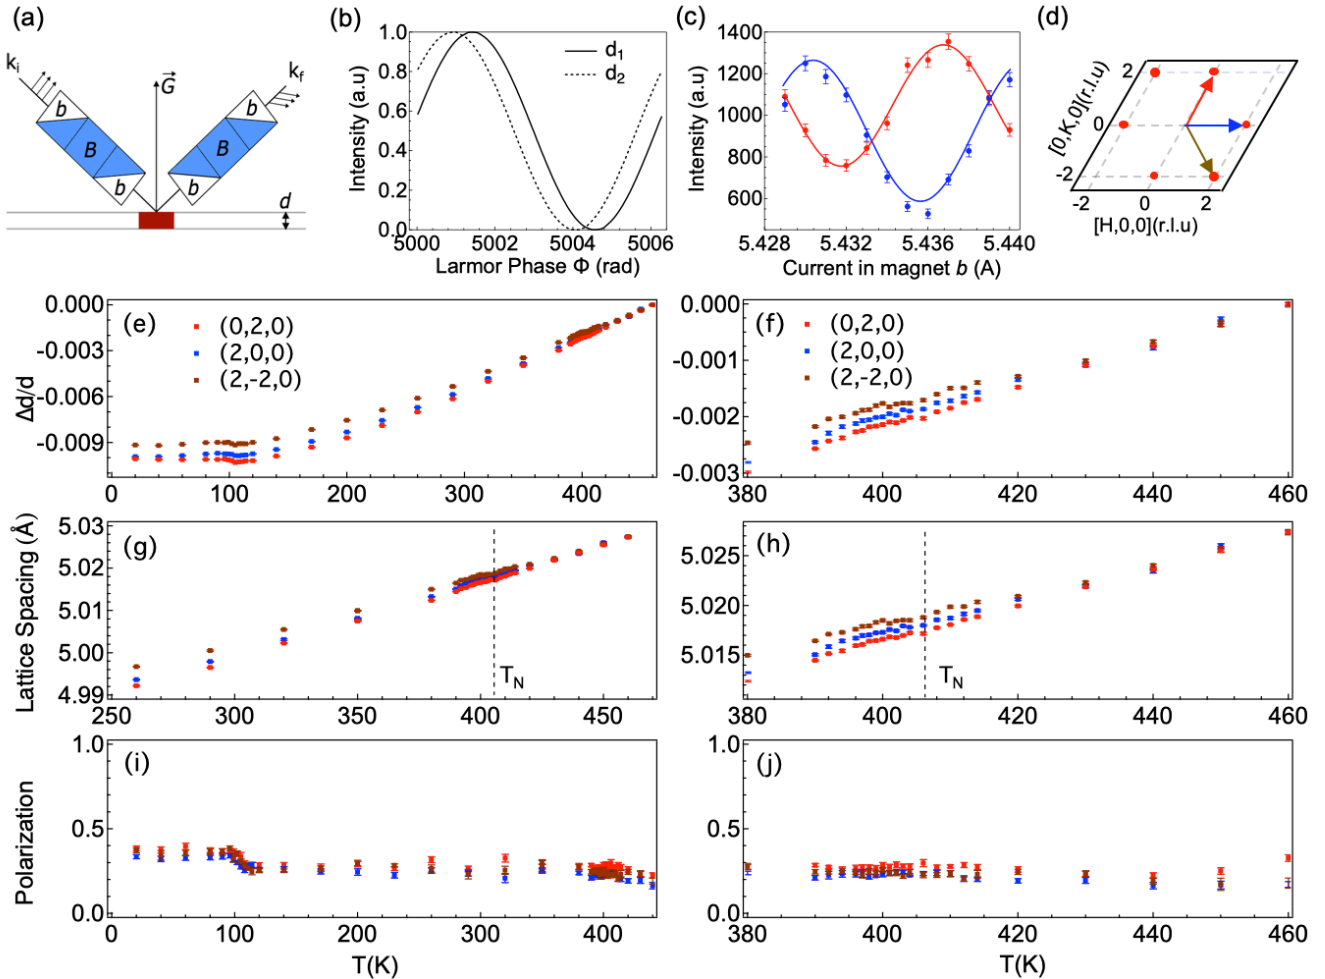 (a)
k_i
k_f
G⃗
b
b
B
B
b
b
d
(b)
Intensity (a.u)
1.0
0.8
0.6
0.4
0.2
0.0
d₁
d₂
5000
5002
5004
5006
Larmor Phase Φ (rad)
(c)
Intensity (a.u)
1400
1200
1000
800
600
5.428
5.432
5.436
5.440
Current in magnet b (A)
(d)
[0,K,0](r.l.u)
2
0
-2
-2
0
2
[H,0,0](r.l.u)
(e)
Δd/d
0.000
-0.003
-0.006
-0.009
(0,2,0)
(2,0,0)
(2,-2,0)
0
100
200
300
400
(f)
0.000
-0.001
-0.002
-0.003
(0,2,0)
(2,0,0)
(2,-2,0)
380
400
420
440
460
(g)
Lattice Spacing (Å)
5.03
5.02
5.01
5.00
4.99
T_N
250
300
350
400
450
(h)
5.025
5.020
5.015
T_N
380
400
420
440
460
(i)
Polarization
1.0
0.5
0.0
0
100
200
300
400
T(K)
(j)
1.0
0.5
0.0
380
400
420
440
460
T(K)